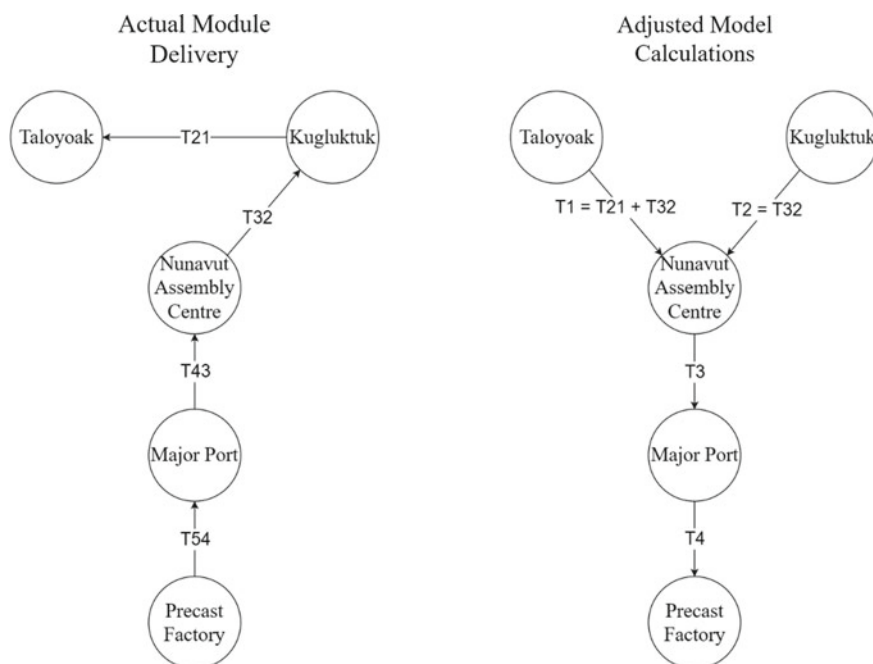 Actual Module
Delivery
Taloyoak
T21
Kugluktuk
T32
Nunavut
Assembly
Centre
T43
Major Port
T54
Precast
Factory
Adjusted Model
Calculations
Taloyoak
Kugluktuk
T1 = T21 + T32
T2 = T32
Nunavut
Assembly
Centre
T3
Major Port
T4
Precast
Factory